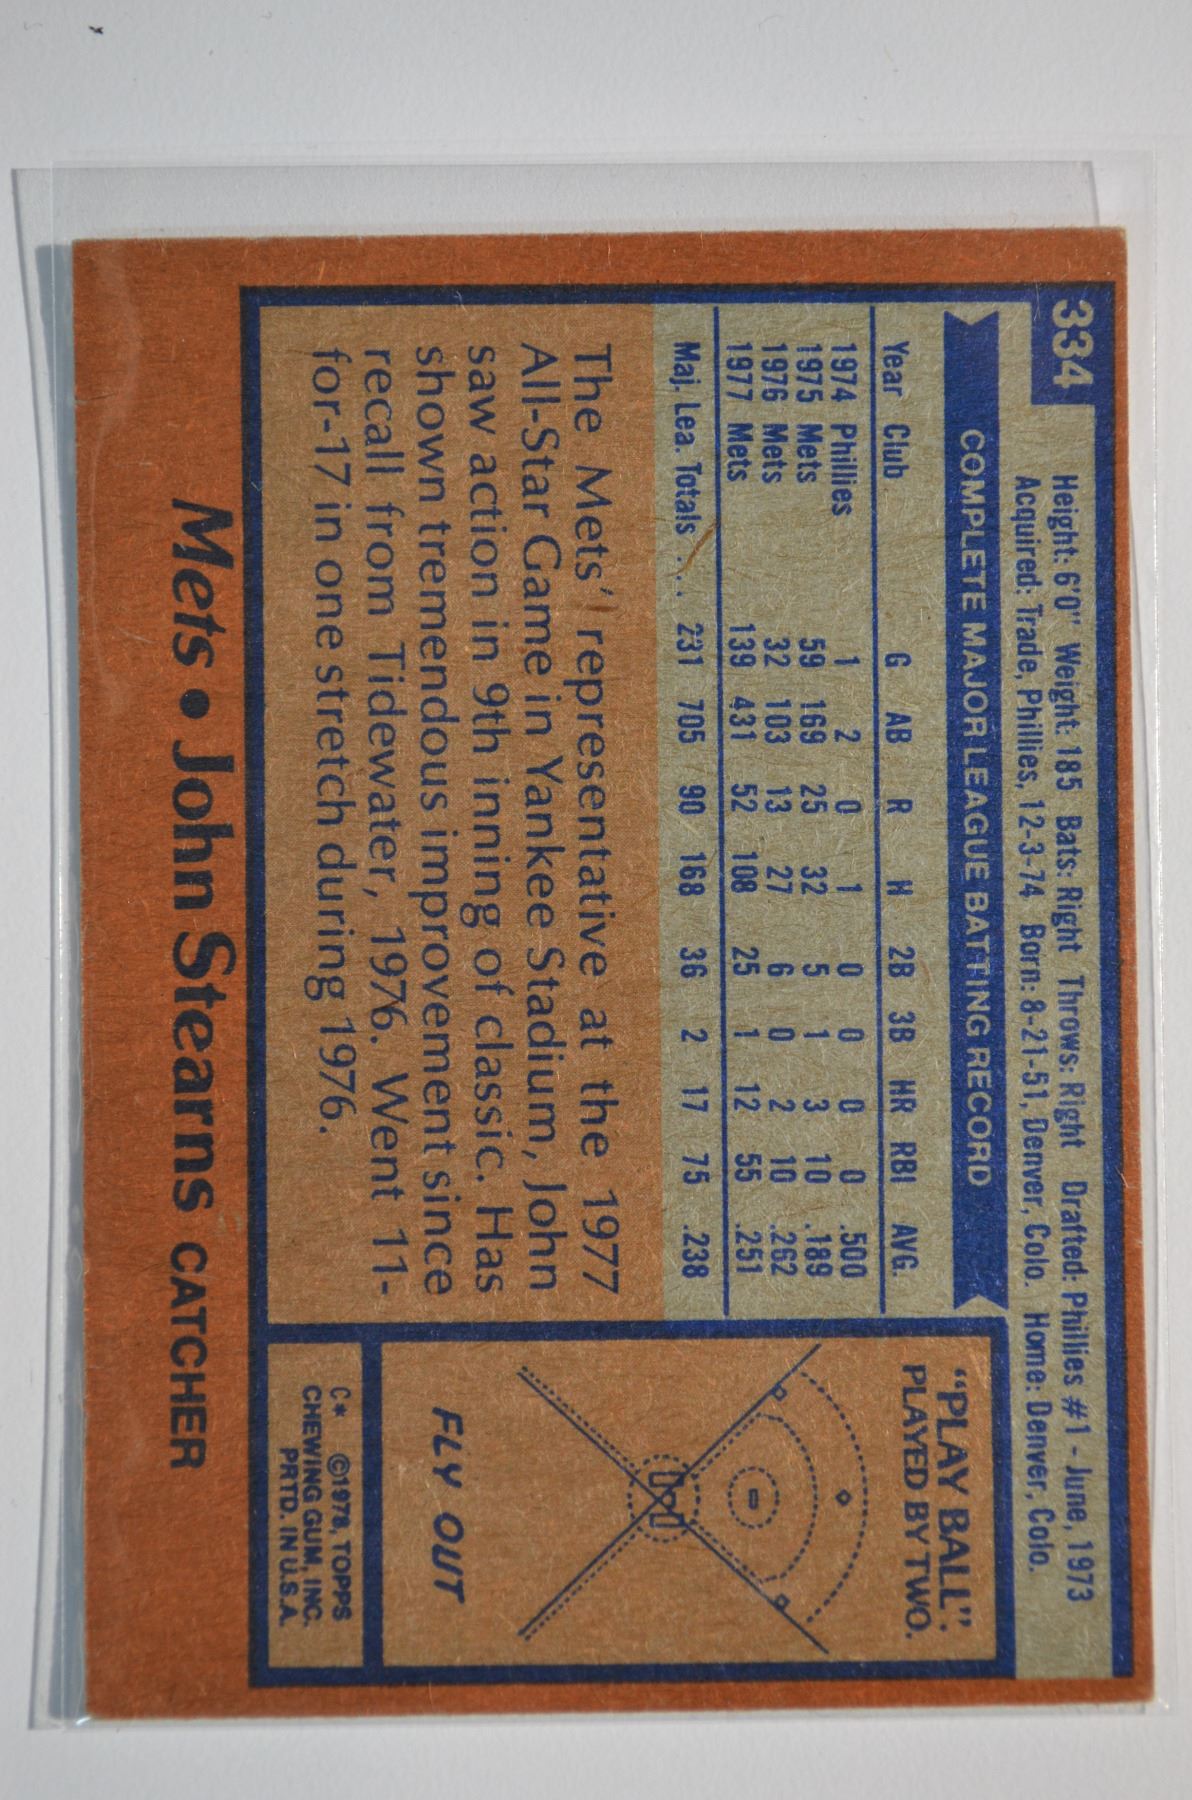 334
Height: 6'0" Weight: 185 Bats: Right Throws: Right Drafted: Phillies #1 - June, 1973
Acquired: Trade, Phillies, 12-3-74 Born: 8-21-51, Denver, Colo. Home: Denver, Colo.
COMPLETE MAJOR LEAGUE BATTING RECORD
Year Club G AB R H 2B 3B HR RBI AVG.
1974 Phillies 1 2 0 1 0 0 0 0 .500
1975 Mets 59 169 25 32 5 1 3 10 .189
1976 Mets 32 103 13 27 6 0 2 10 .262
1977 Mets 139 431 52 108 25 1 12 55 .251
Maj. Lea. Totals ... 231 705 90 168 36 2 17 75 .238
The Mets' representative at the 1977
All-Star Game in Yankee Stadium, John
saw action in 9th inning of classic. Has
shown tremendous improvement since
recall from Tidewater, 1976. Went 11-
for-17 in one stretch during 1976.
"PLAY BALL":
PLAYED BY TWO.
FLY OUT
C* ©1978, TOPPS
CHEWING GUM, INC.
PRTD. IN U.S.A.
Mets • John Stearns CATCHER